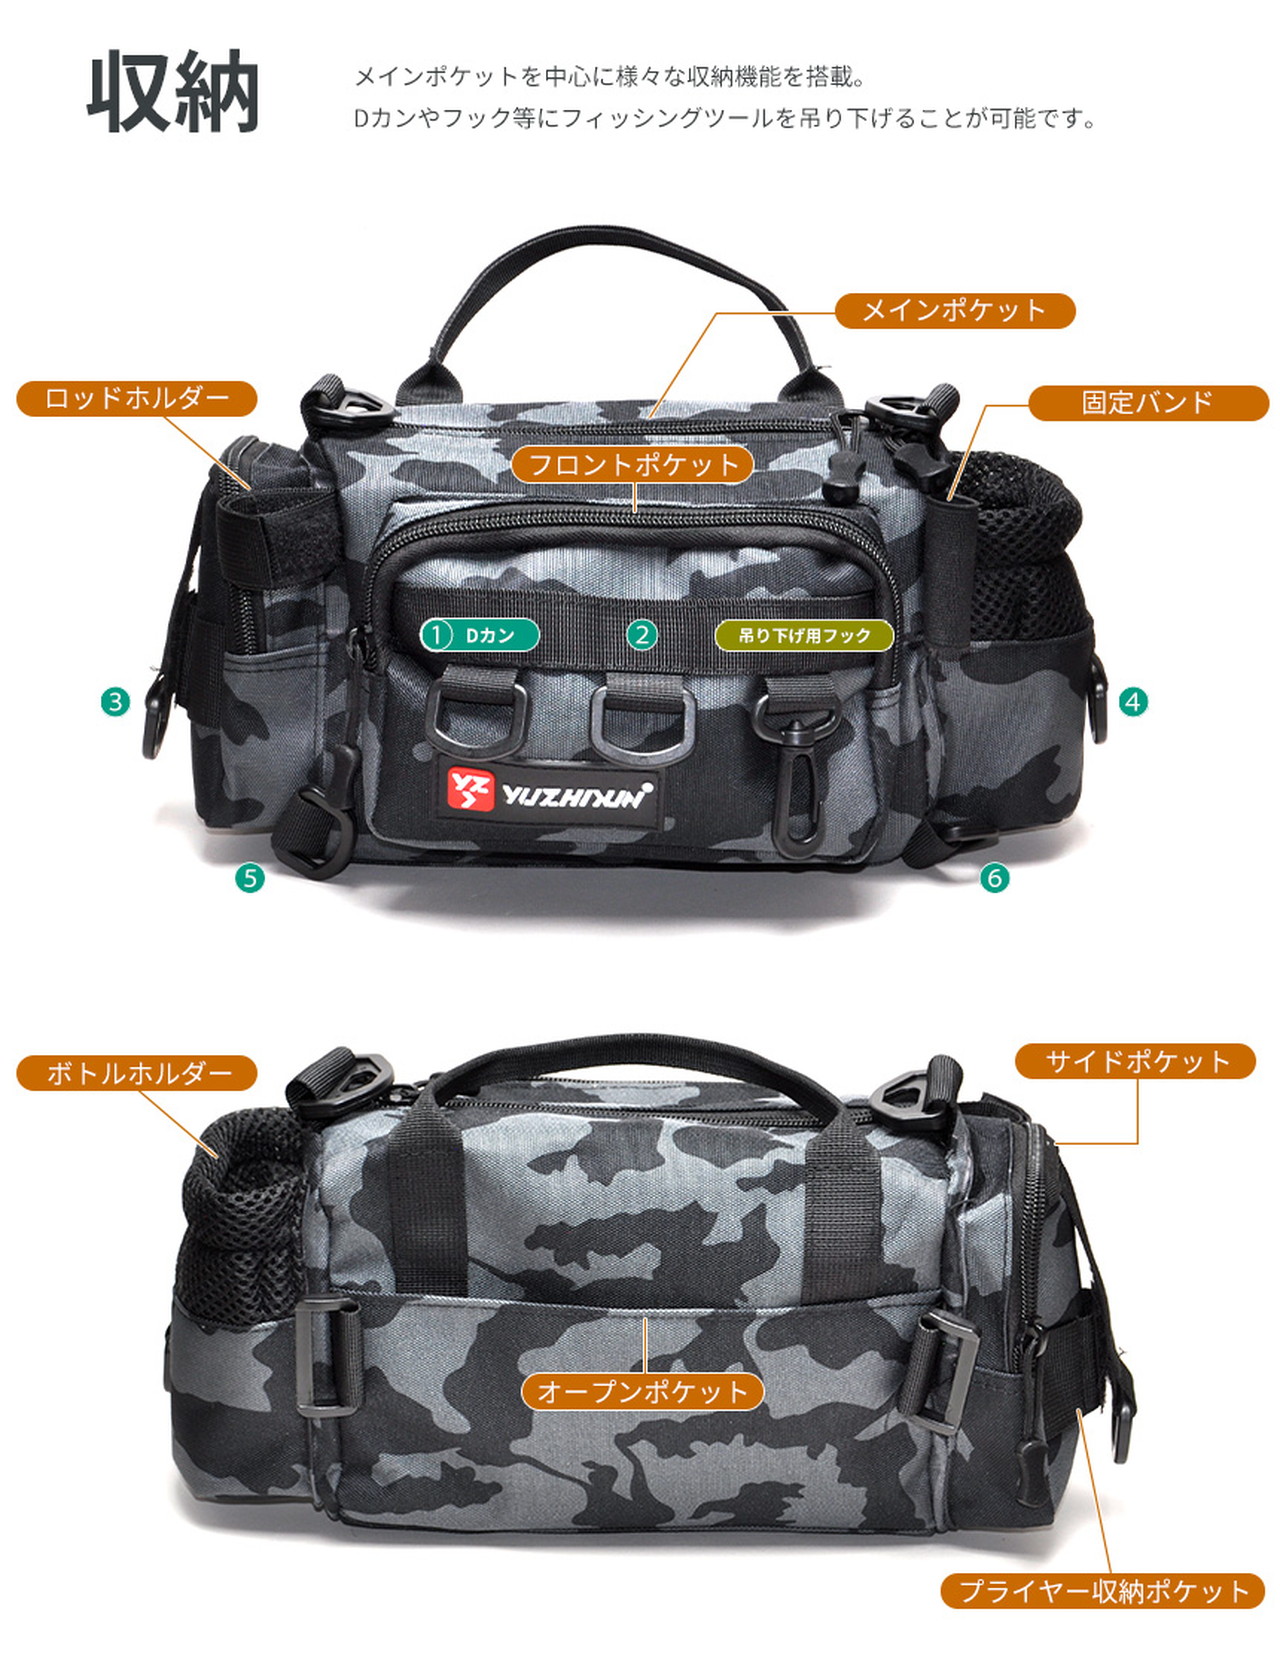 収納
メインポケットを中心に様々な収納機能を搭載。
Dカンやフック等にフィッシングツールを吊り下げることが可能です。
メインポケット
ロッドホルダー
固定バンド
フロントポケット
① Dカン
②
吊り下げ用フック
③
④
YZ
YUZHIXUN
⑤
⑥
ボトルホルダー
サイドポケット
オープンポケット
プライヤー収納ポケット